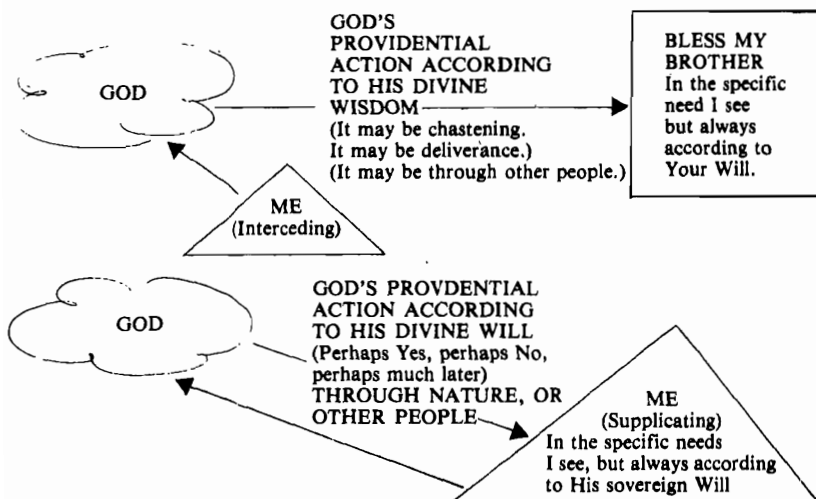 GOD
GOD'S
PROVIDENTIAL
ACTION ACCORDING
TO HIS DIVINE
WISDOM
(It may be chastening.
It may be deliverance.)
(It may be through other people.)
BLESS MY
BROTHER
In the specific
need I see
but always
according to
Your Will.
ME
(Interceding)
GOD
GOD'S PROVDENTIAL
ACTION ACCORDING
TO HIS DIVINE WILL
(Perhaps Yes, perhaps No,
perhaps much later)
THROUGH NATURE, OR
OTHER PEOPLE
ME
(Supplicating)
In the specific needs
I see, but always according
to His sovereign Will